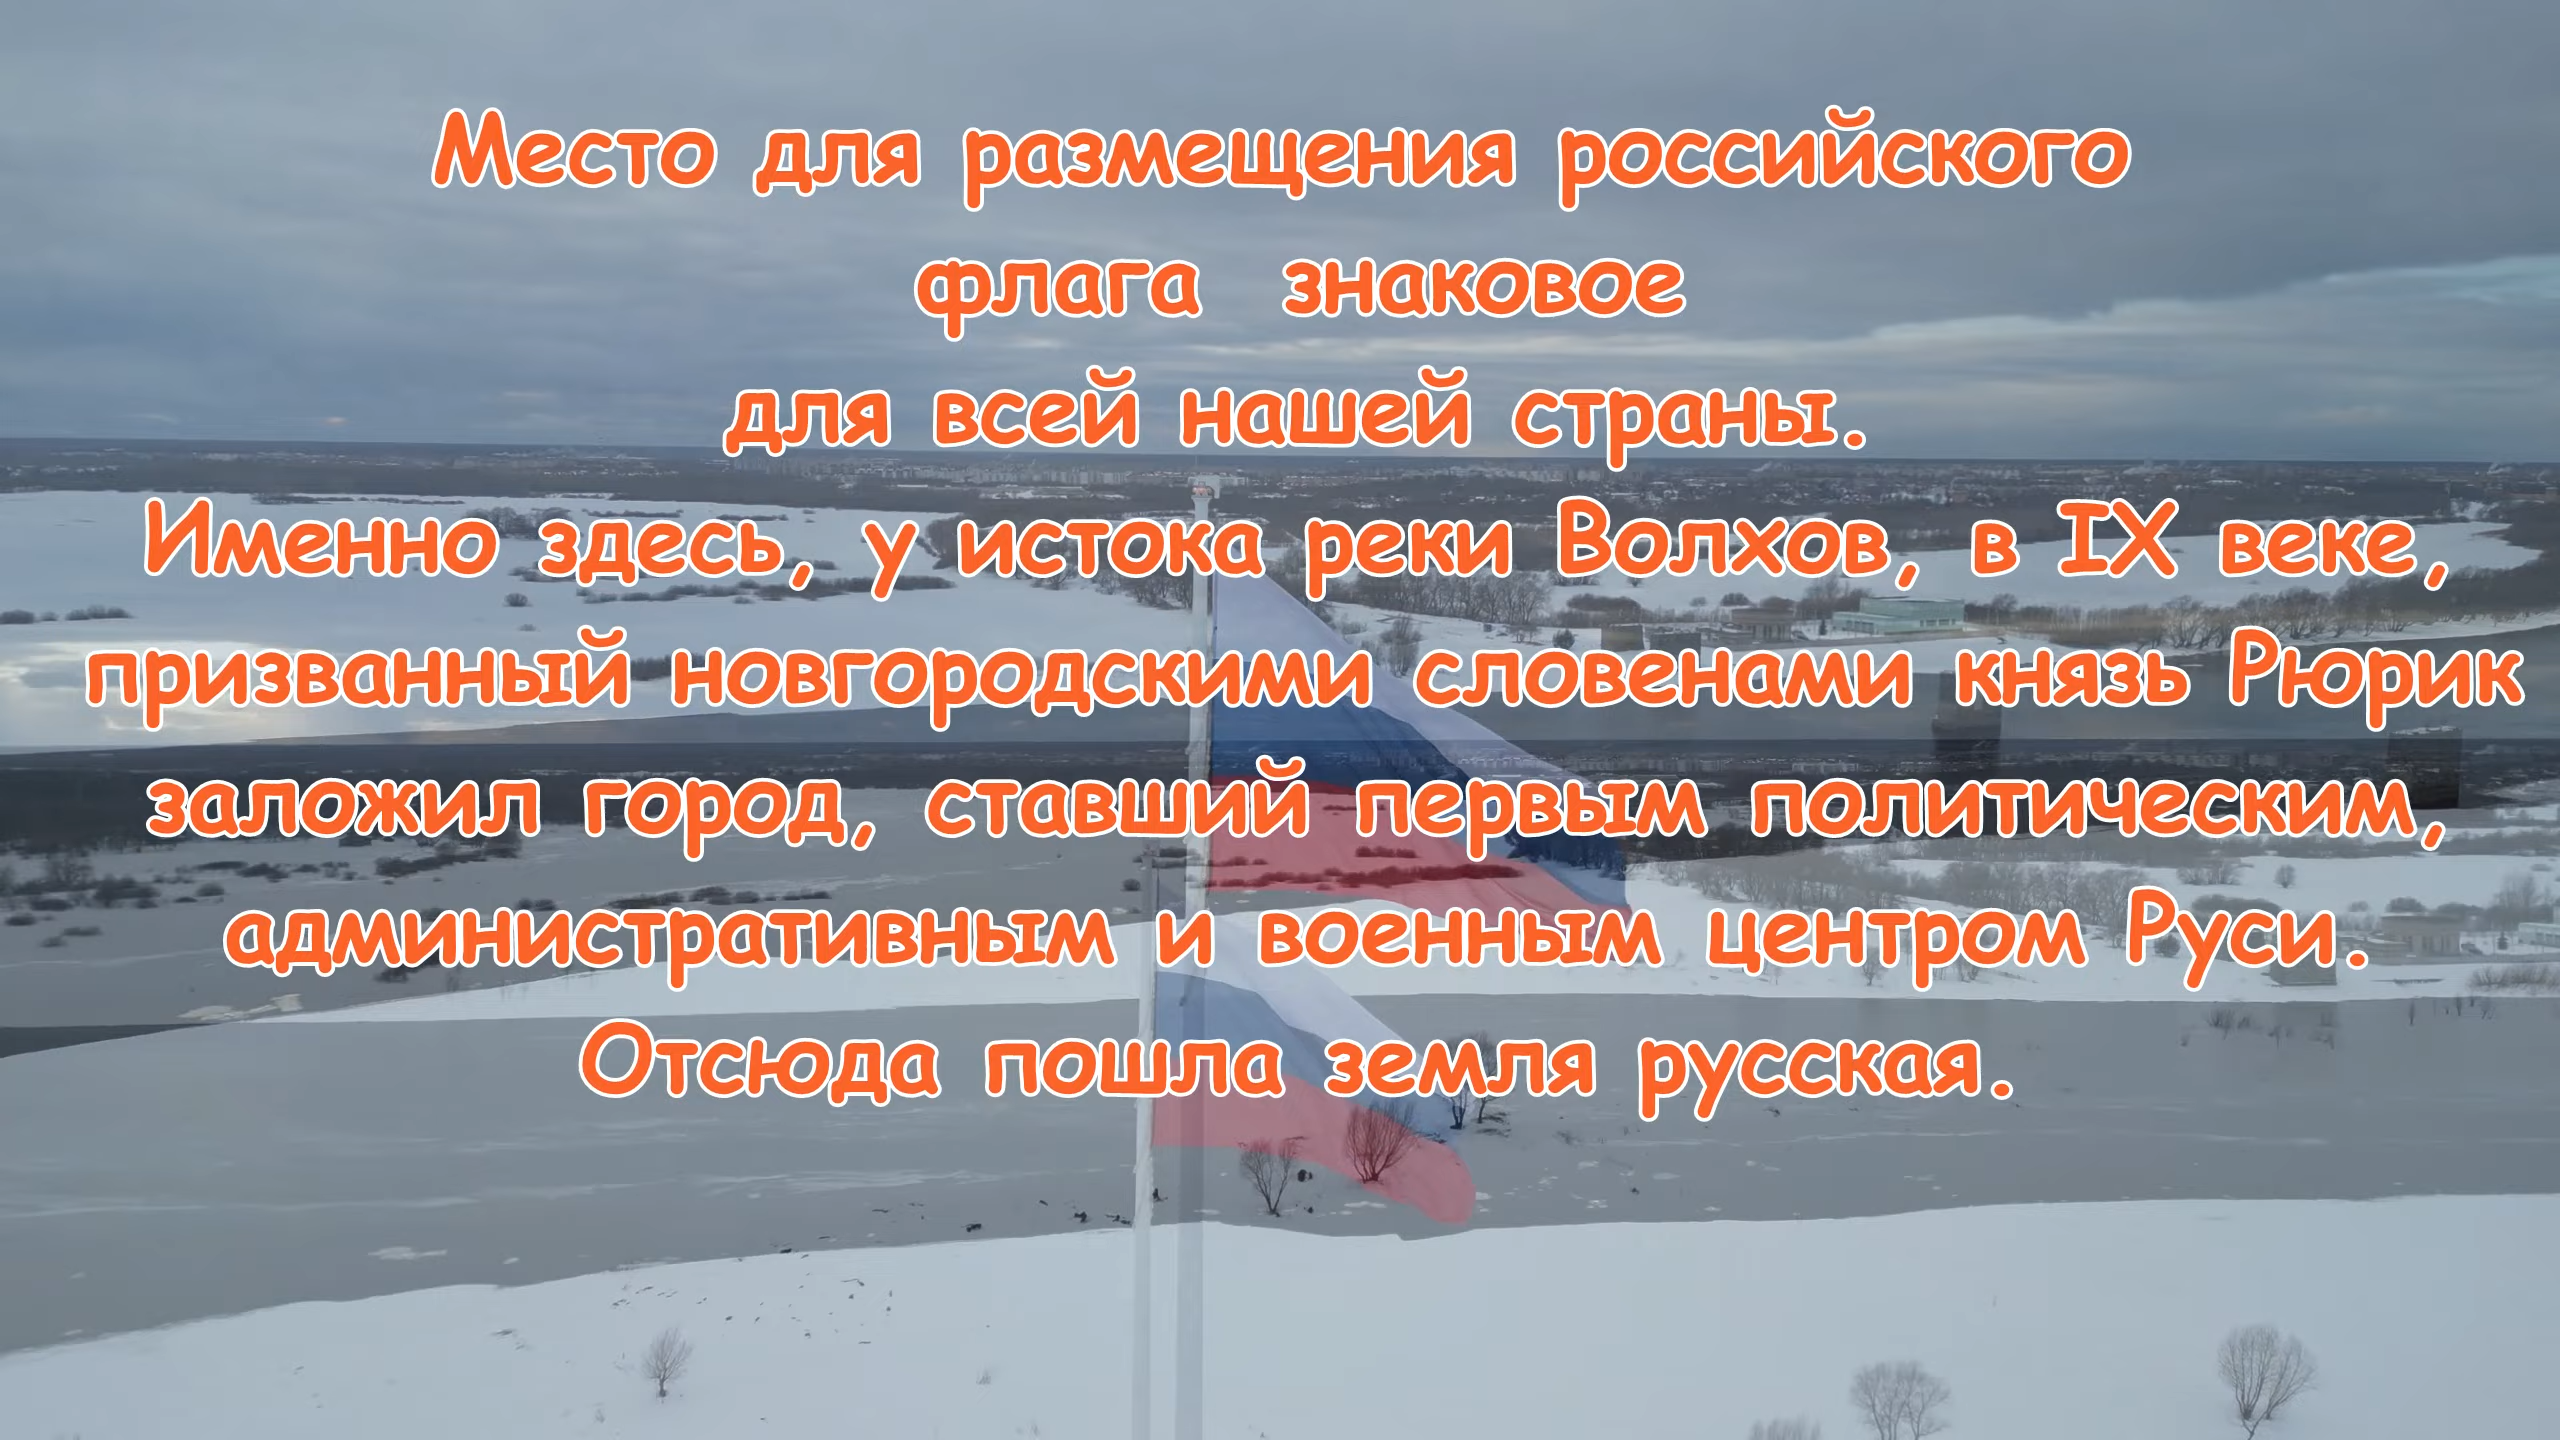 Место для размещения российского
флага знаковое
для всей нашей страны.
Именно здесь, у истока реки Волхов, в IX веке,
призванный новгородскими словенами князь Рюрик
заложил город, ставший первым политическим,
административным и военным центром Руси.
Отсюда пошла земля русская.